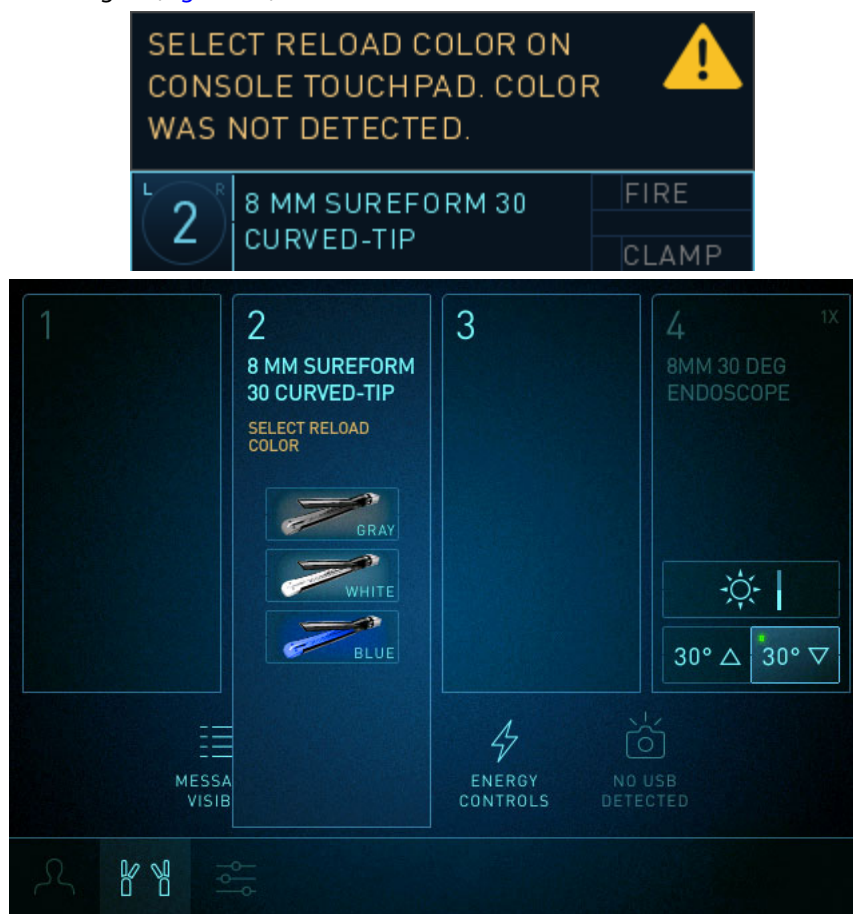 SELECT RELOAD COLOR ON
CONSOLE TOUCHPAD. COLOR
WAS NOT DETECTED.
L R
2
8 MM SUREFORM 30
CURVED-TIP
FIRE
CLAMP
1
2
8 MM SUREFORM
30 CURVED-TIP
SELECT RELOAD
COLOR
GRAY
WHITE
BLUE
3
4 1X
8MM 30 DEG
ENDOSCOPE
30° △ 30° ▽
MESSA
VISIB
ENERGY
CONTROLS
NO USB
DETECTED